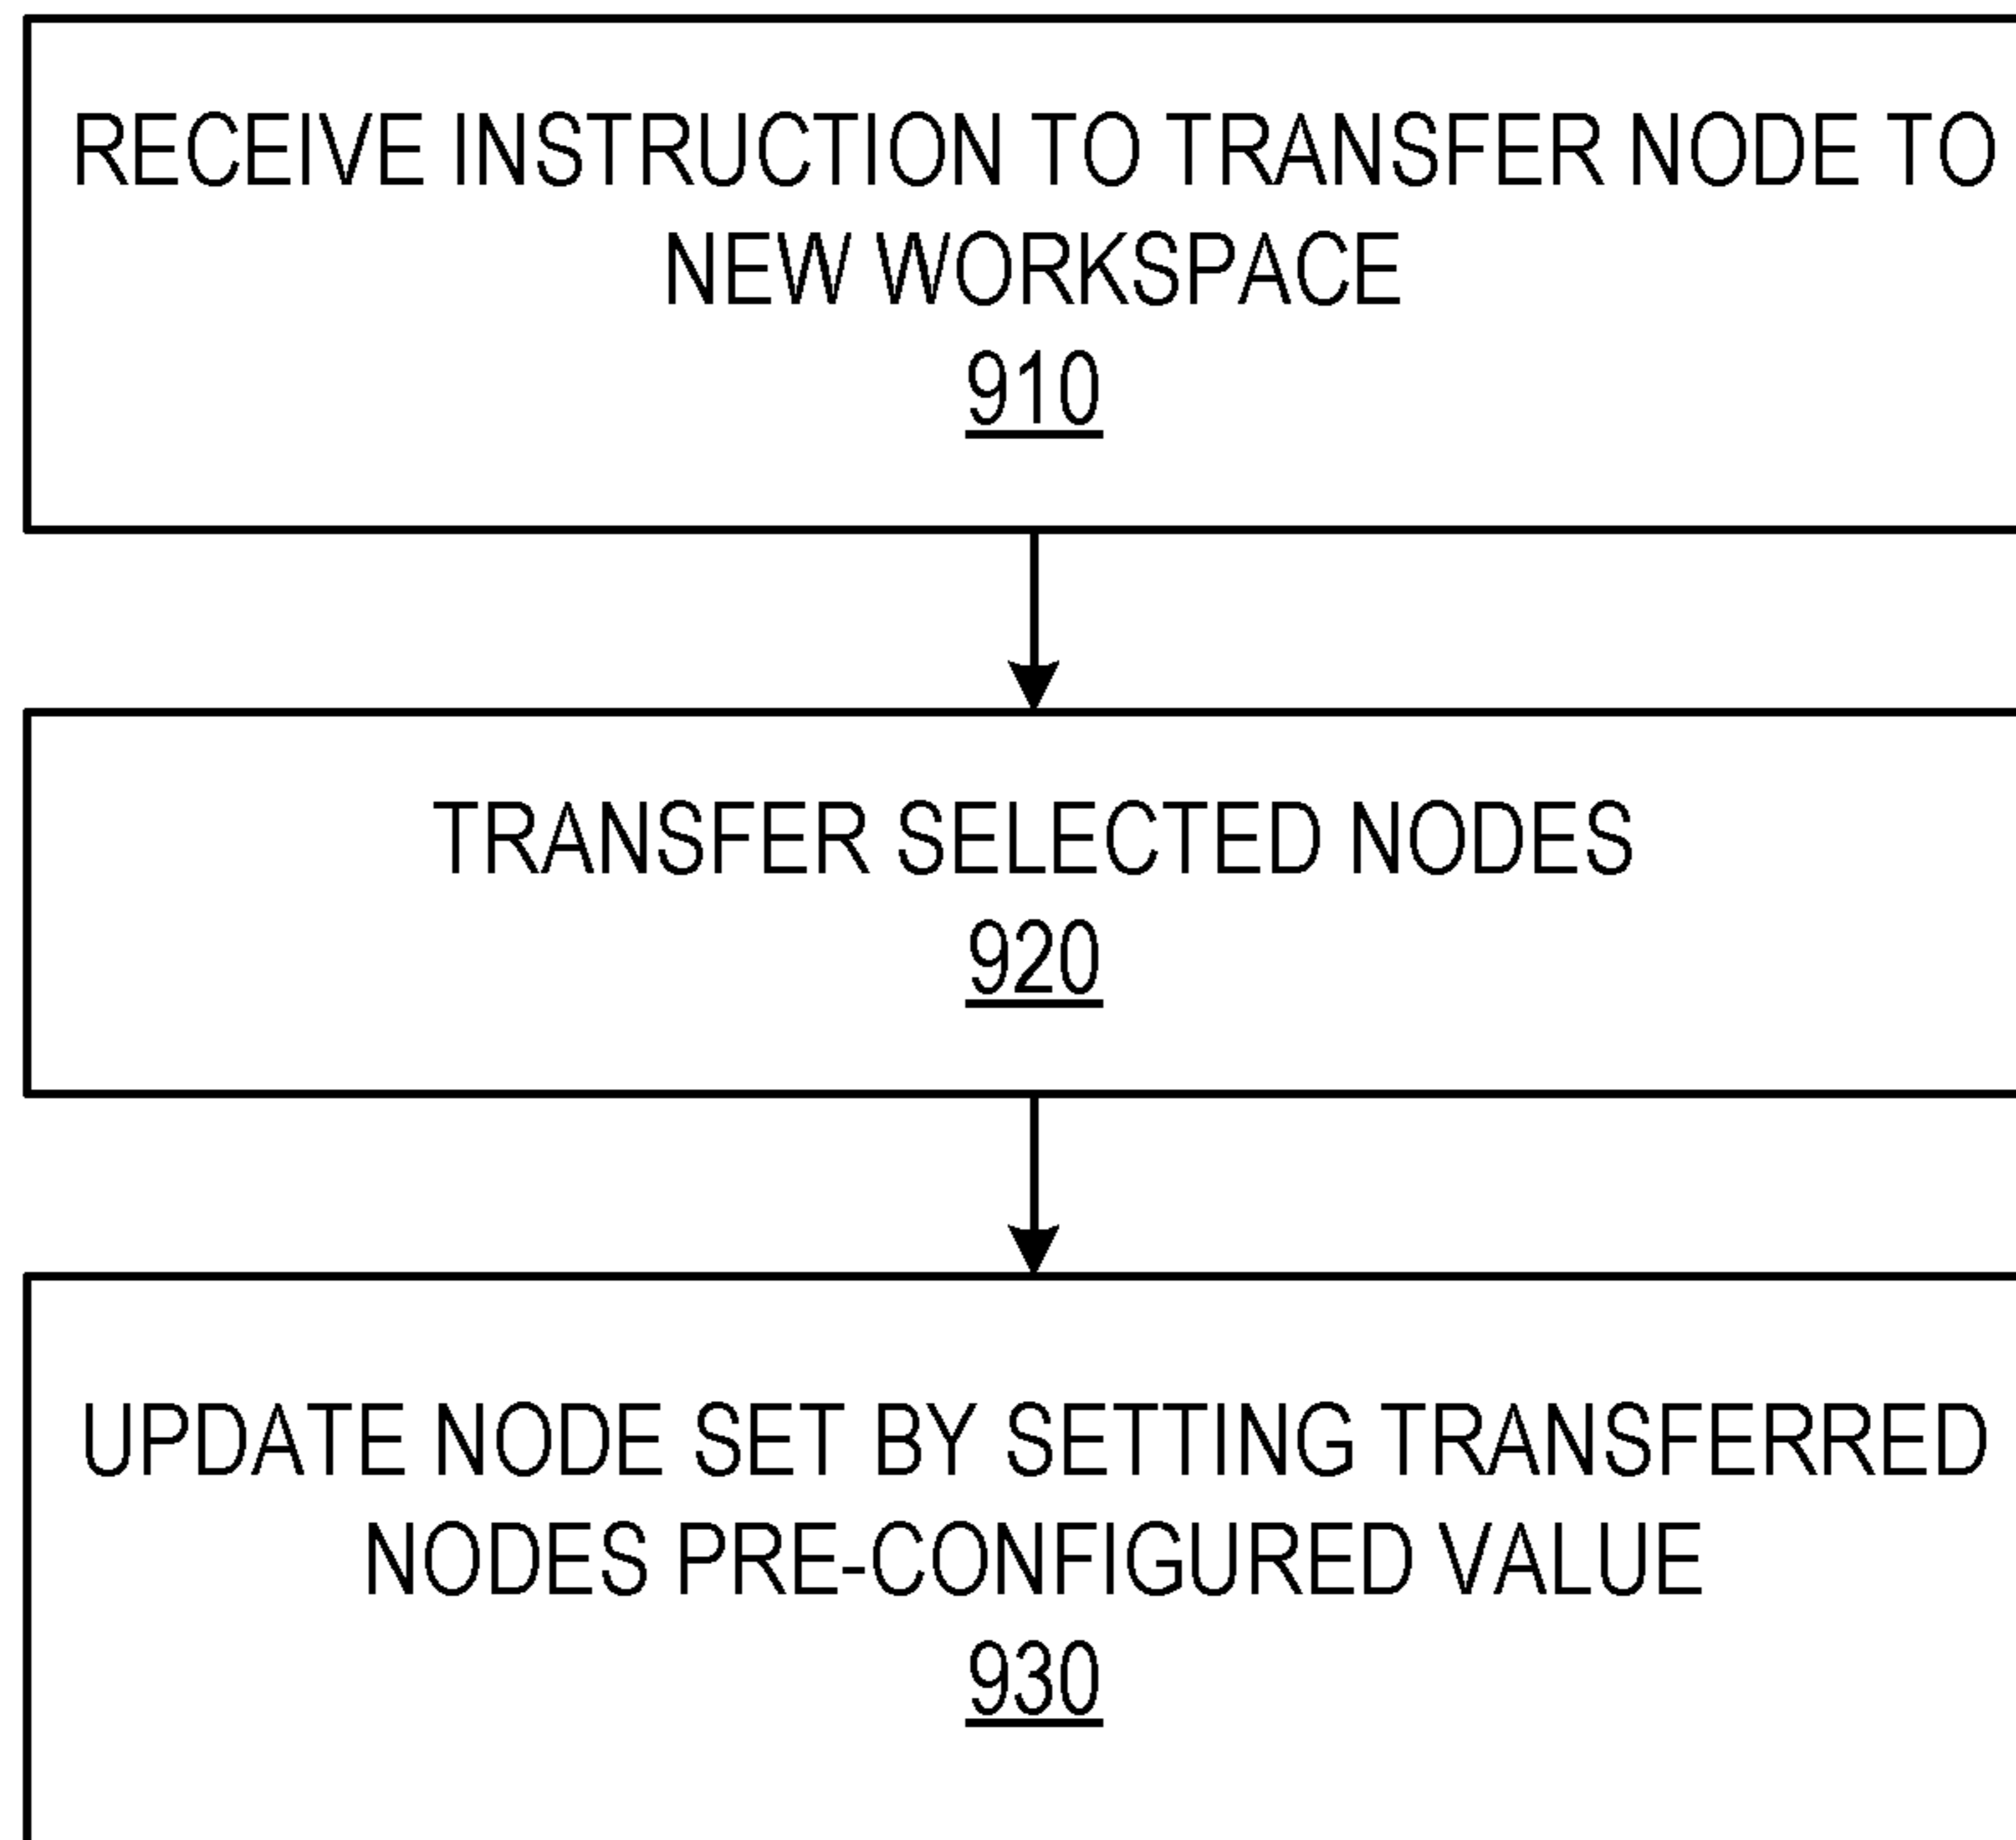 RECEIVE INSTRUCTION TO TRANSFER NODE TO
NEW WORKSPACE
910
TRANSFER SELECTED NODES
920
UPDATE NODE SET BY SETTING TRANSFERRED
NODES PRE-CONFIGURED VALUE
930